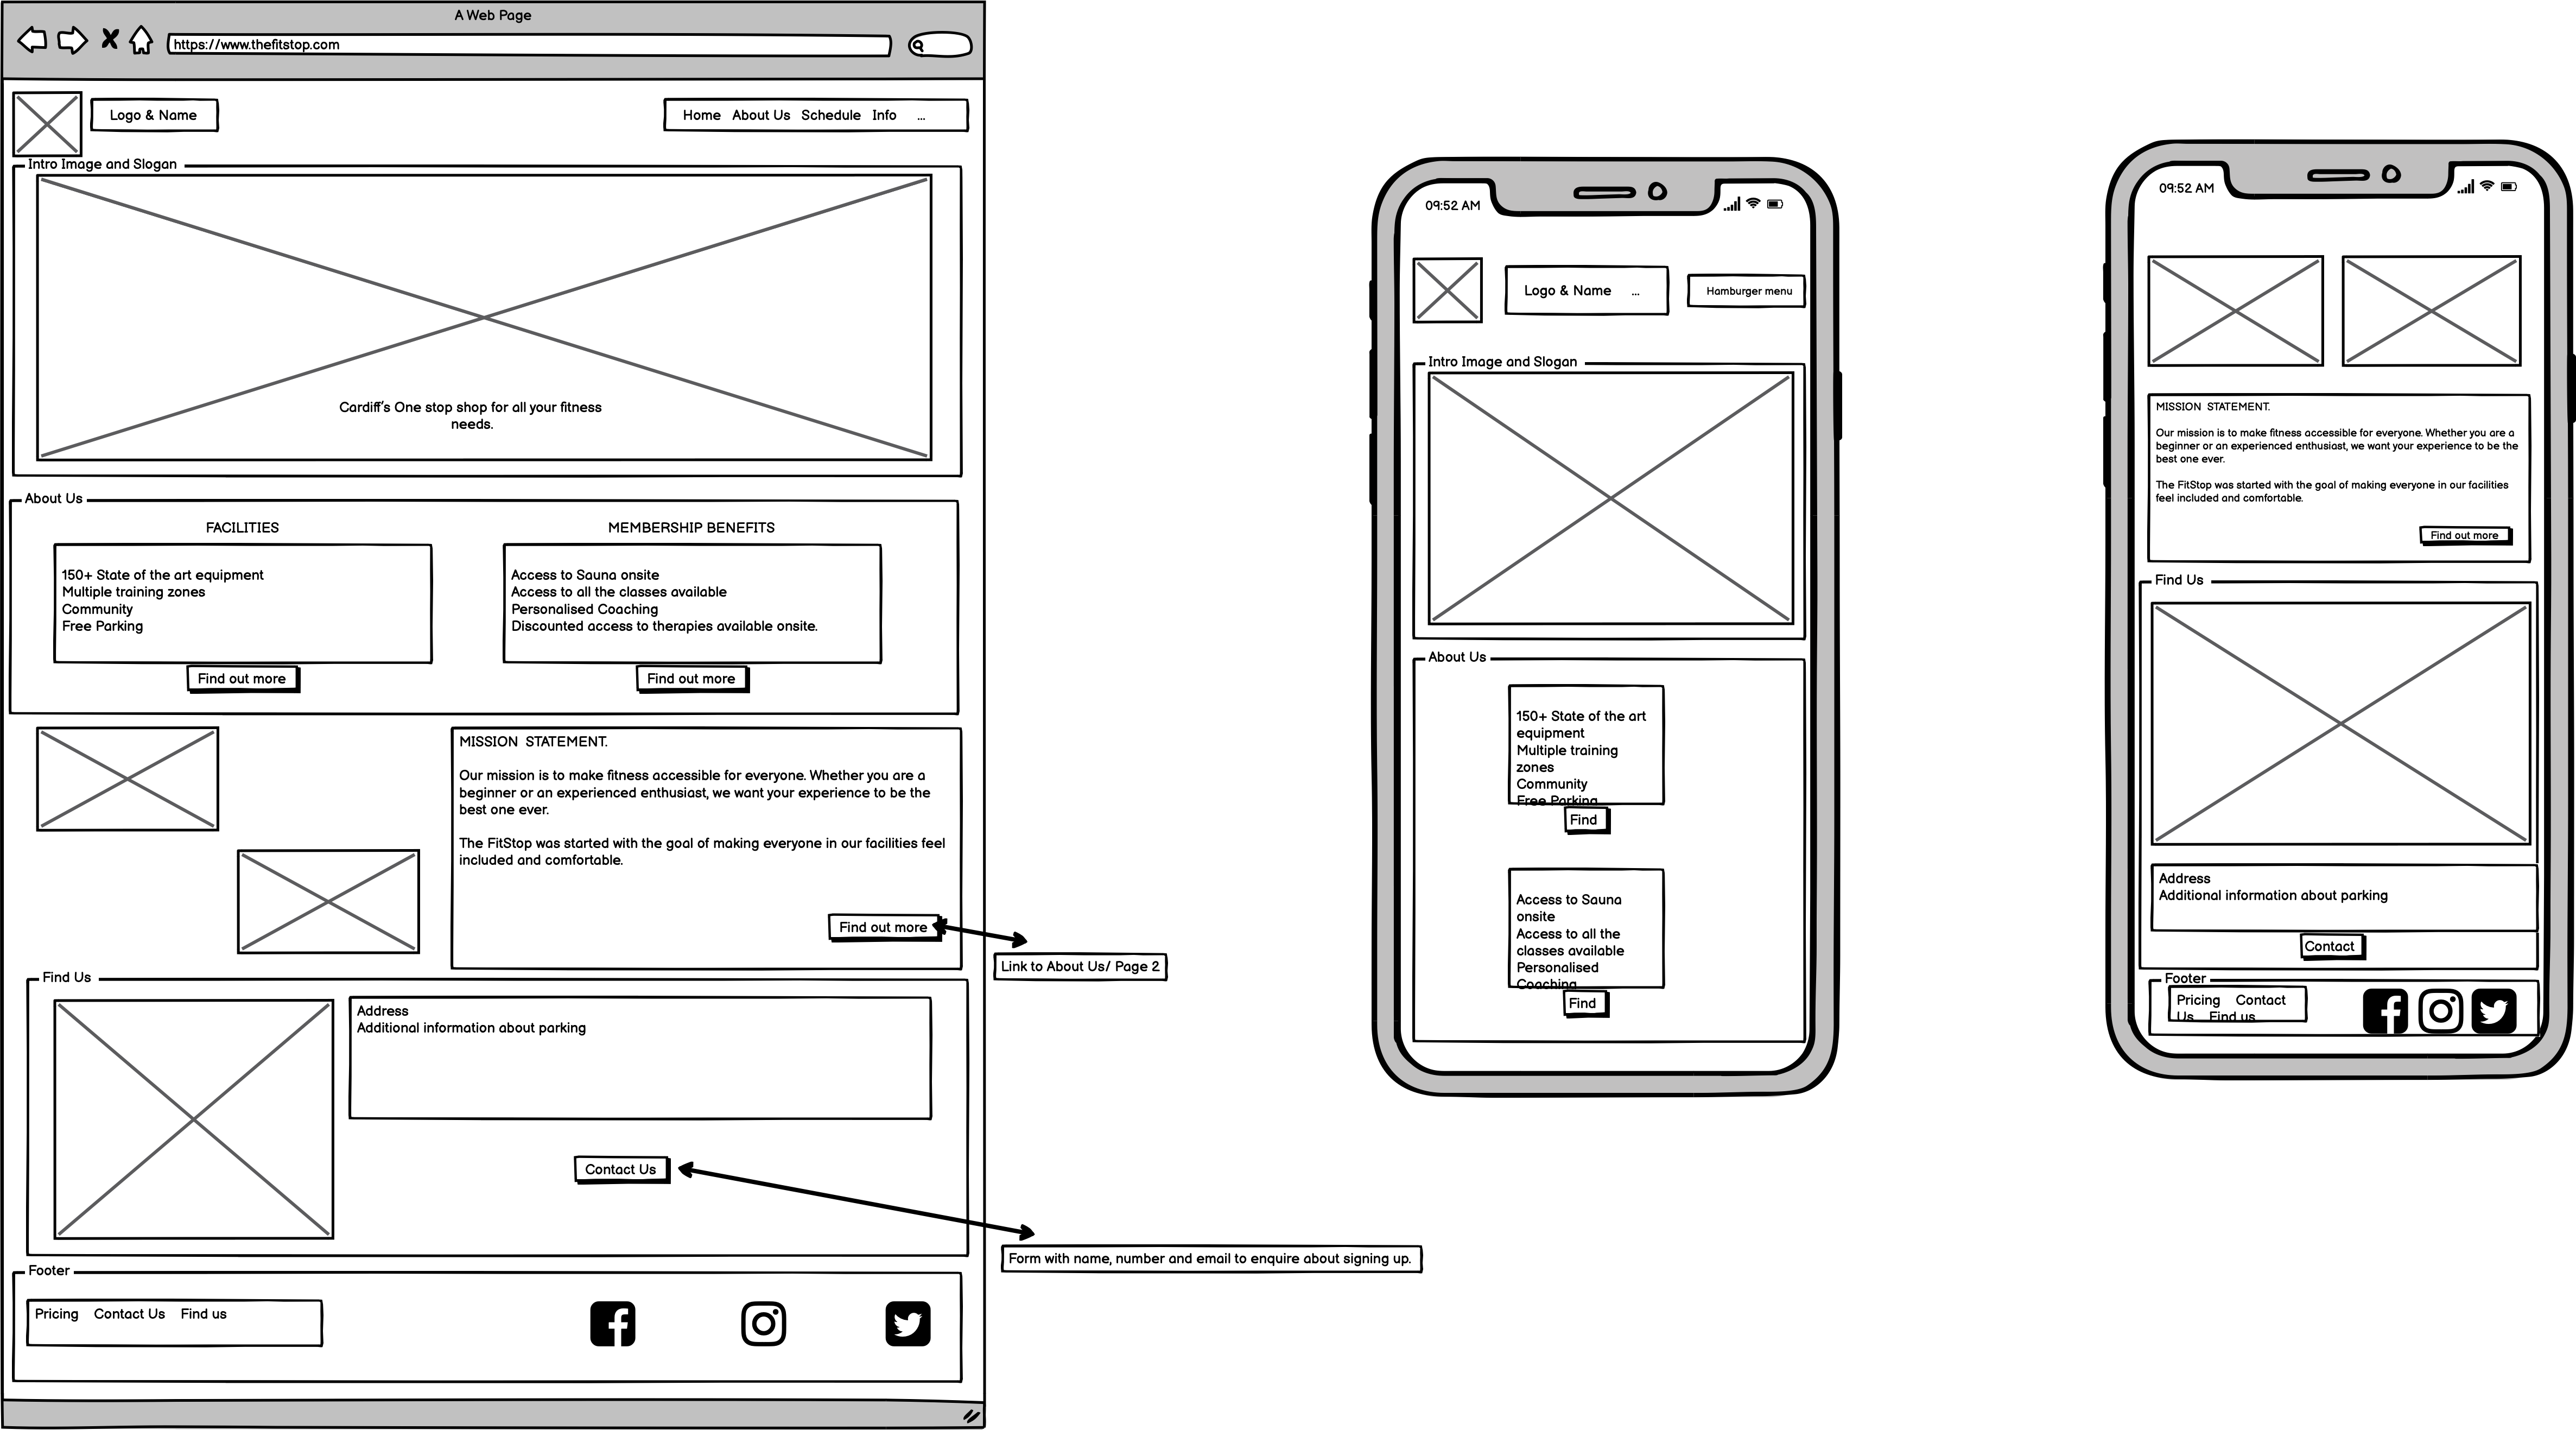 A Web Page
https://www.thefitstop.com
Logo & Name
Home About Us Schedule Info ...
Intro Image and Slogan
Cardiff's One stop shop for all your fitness
needs.
About Us
FACILITIES
150+ State of the art equipment
Multiple training zones
Community
Free Parking
Find out more
MEMBERSHIP BENEFITS
Access to Sauna onsite
Access to all the classes available
Personalised Coaching
Discounted access to therapies available onsite.
Find out more
MISSION STATEMENT.
Our mission is to make fitness accessible for everyone. Whether you are a
beginner or an experienced enthusiast, we want your experience to be the
best one ever.
The FitStop was started with the goal of making everyone in our facilities feel
included and comfortable.
Find out more
Link to About Us/ Page 2
Find Us
Address
Additional information about parking
Contact Us
Form with name, number and email to enquire about signing up.
Footer
Pricing Contact Us Find us
09:52 AM
Logo & Name ...
Hamburger menu
Intro Image and Slogan
About Us
150+ State of the art
equipment
Multiple training
zones
Community
Free Parking
Find
Access to Sauna
onsite
Access to all the
classes available
Personalised
Coaching
Find
09:52 AM
MISSION STATEMENT.
Our mission is to make fitness accessible for everyone. Whether you are a
beginner or an experienced enthusiast, we want your experience to be the
best one ever.
The FitStop was started with the goal of making everyone in our facilities
feel included and comfortable.
Find out more
Find Us
Address
Additional information about parking
Contact
Footer
Pricing Contact
Us Find us